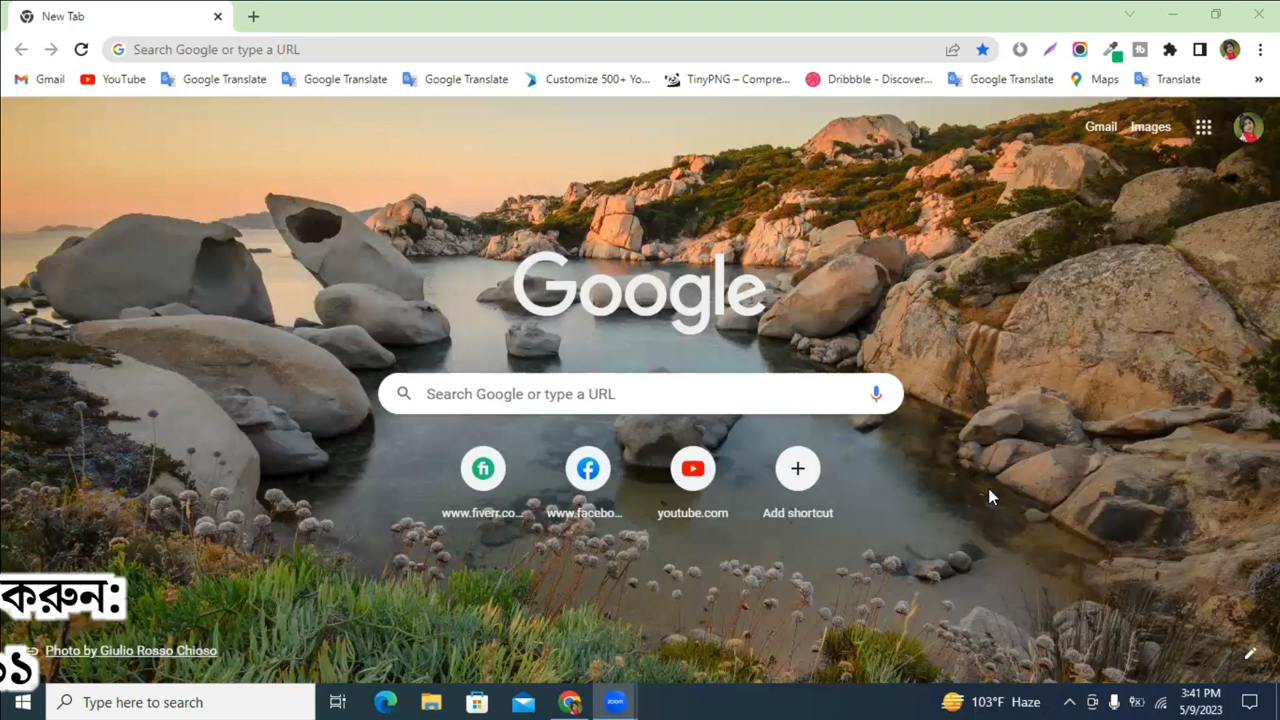 New Tab
Search Google or type a URL
Gmail YouTube Google Translate Google Translate Google Translate Customize 500+ Yo... TinyPNG – Compre... Dribbble - Discover... Google Translate Maps Translate »
Gmail Images
Google
Search Google or type a URL
www.fiverr.co... www.facebo... youtube.com Add shortcut
করুন:
Photo by Giulio Rosso Chioso
১
Type here to search
zoom
103°F Haze
3:41 PM
5/9/2023